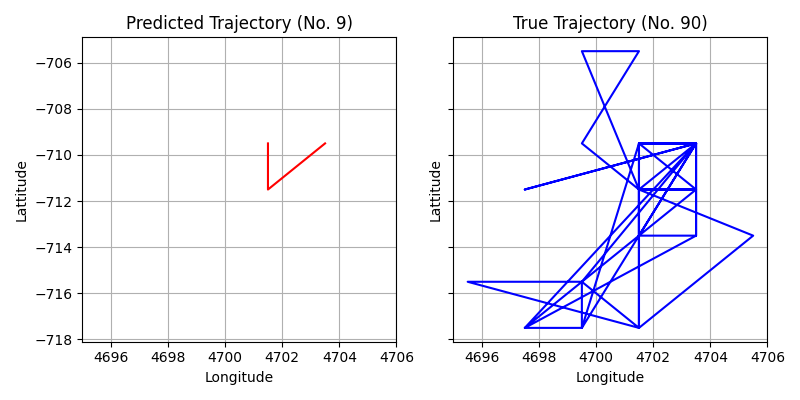 Predicted Trajectory (No. 9)
True Trajectory (No. 90)
Lattitude
−706
−708
−710
−712
−714
−716
−718
4696 4698 4700 4702 4704 4706
Longitude
Lattitude
4696 4698 4700 4702 4704 4706
Longitude